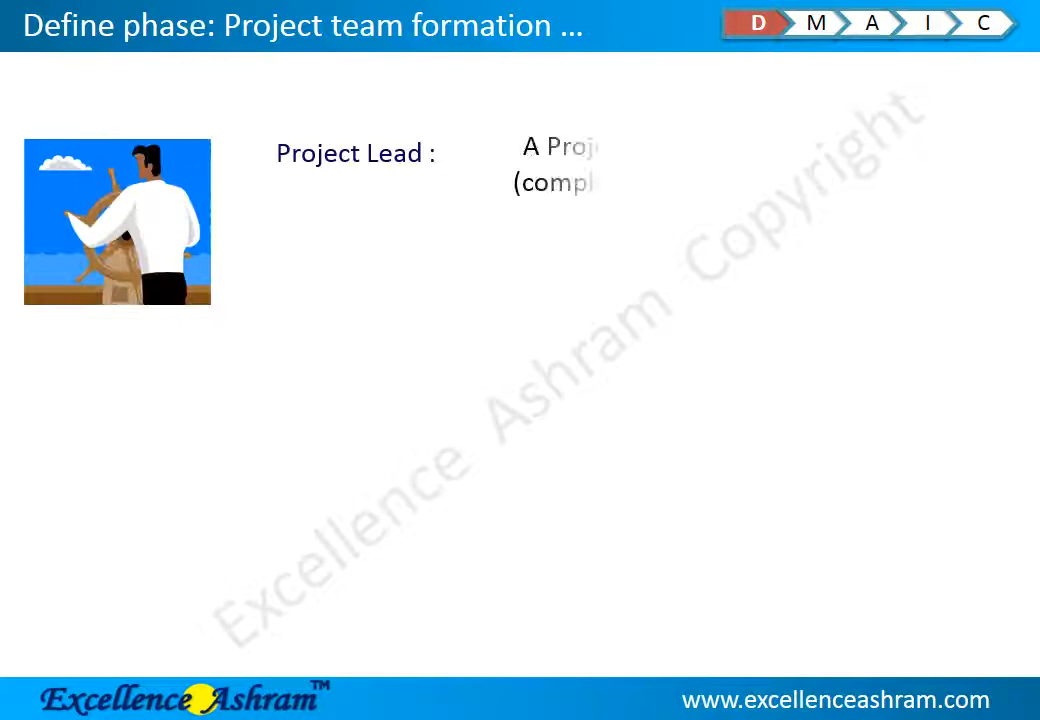 Define phase: Project team formation ...
D M A I C
Project Lead :
A
Excellence Ashram Copyright
Excellence Ashram™
www.excellenceashram.com